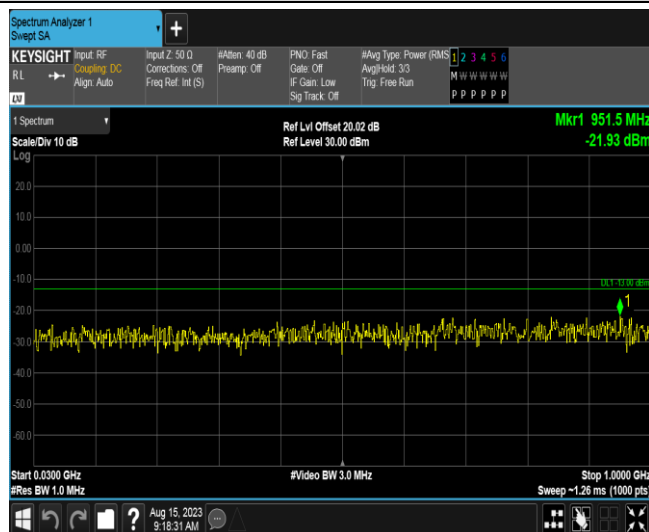 Spectrum Analyzer 1
Swept SA
KEYSIGHT
RL
LXI
Input: RF
Coupling: DC
Align: Auto
Input Z: 50 Ω
Corrections: Off
Freq Ref: Int (S)
#Atten: 40 dB
Preamp: Off
PNO: Fast
Gate: Off
IF Gain: Low
Sig Track: Off
#Avg Type: Power (RMS
Avg|Hold: 3/3
Trig: Free Run
1 2 3 4 5 6
M W W W W W
P P P P P P
1 Spectrum
Scale/Div 10 dB
Log
Ref Lvl Offset 20.02 dB
Ref Level 30.00 dBm
Mkr1 951.5 MHz
-21.93 dBm
20.0
10.0
0.00
-10.0
DL1 -13.00 dBm
1
-20.0
-30.0
-40.0
-50.0
-60.0
Start 0.0300 GHz
#Res BW 1.0 MHz
#Video BW 3.0 MHz
Stop 1.0000 GHz
Sweep ~1.26 ms (1000 pts)
?
Aug 15, 2023
9:18:31 AM